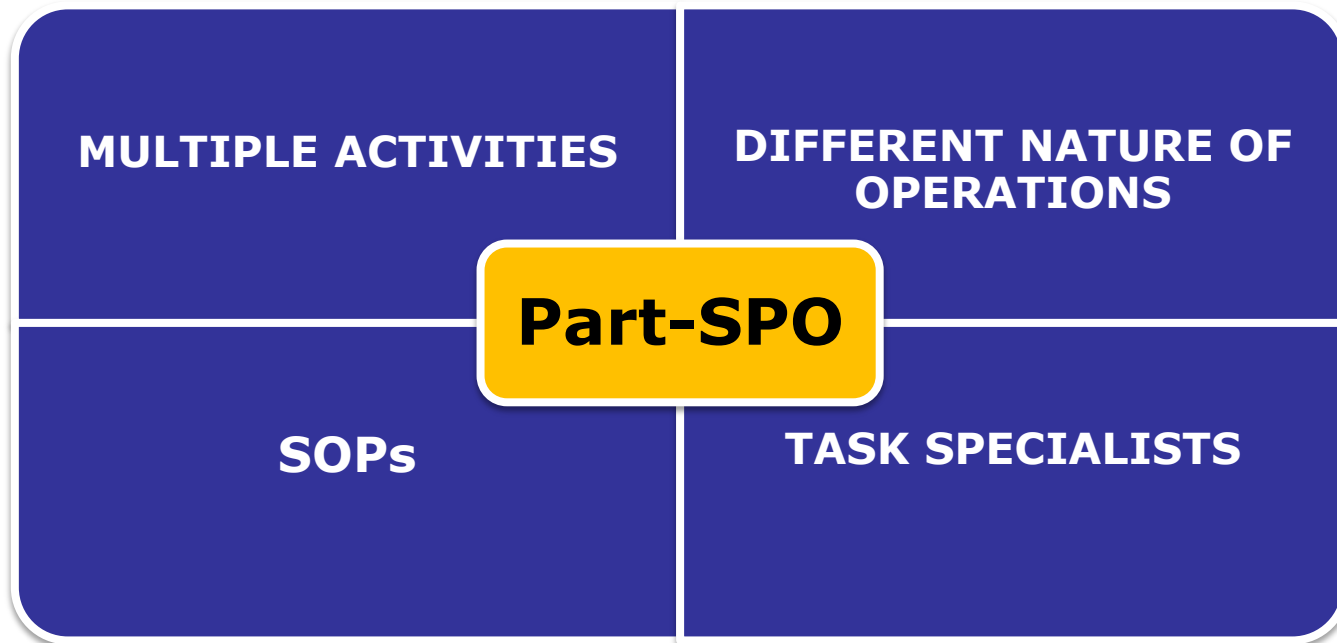 MULTIPLE ACTIVITIES
DIFFERENT NATURE OF
OPERATIONS
Part-SPO
SOPs
TASK SPECIALISTS